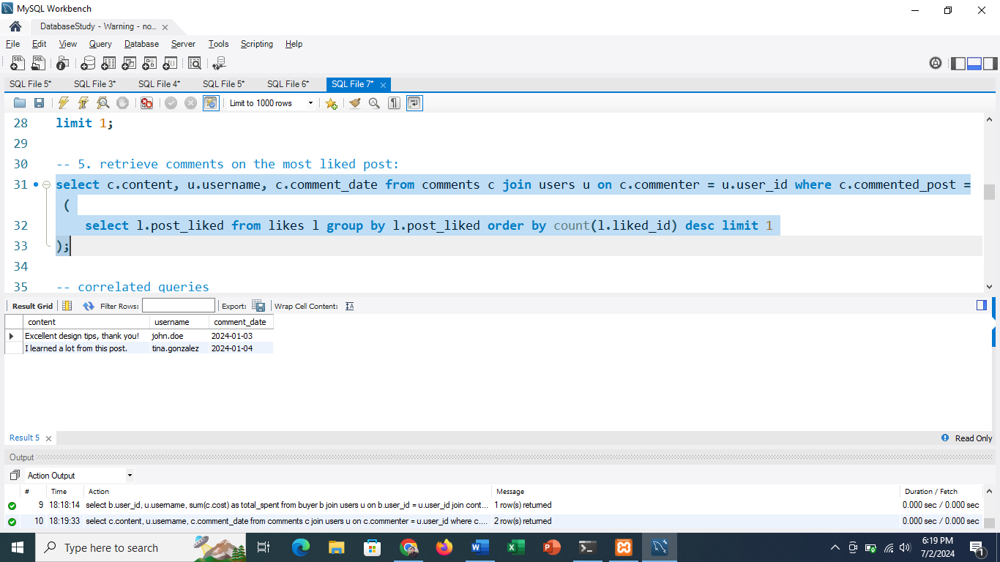 MySQL Workbench
DatabaseStudy - Warning - no...
File Edit View Query Database Server Tools Scripting Help
SQL File 5* SQL File 3* SQL File 4* SQL File 5* SQL File 6* SQL File 7*
Limit to 1000 rows
28 limit 1;
29
30 -- 5. retrieve comments on the most liked post:
31 select c.content, u.username, c.comment_date from comments c join users u on c.commenter = u.user_id where c.commented_post =
(
32 select l.post_liked from likes l group by l.post_liked order by count(l.liked_id) desc limit 1
33 );
34
35 -- correlated queries
Result Grid Filter Rows: Export: Wrap Cell Content:
content username comment_date
Excellent design tips, thank you! john.doe 2024-01-03
I learned a lot from this post. tina.gonzalez 2024-01-04
Result 5 Read Only
Output
Action Output
# Time Action Message Duration / Fetch
9 18:18:14 select b.user_id, u.username, sum(c.cost) as total_spent from buyer b join users u on b.user_id = u.user_id join cont... 1 row(s) returned 0.000 sec / 0.000 sec
10 18:19:33 select c.content, u.username, c.comment_date from comments c join users u on c.commenter = u.user_id where c.... 2 row(s) returned 0.000 sec / 0.000 sec
Type here to search
6:19 PM
7/2/2024
1